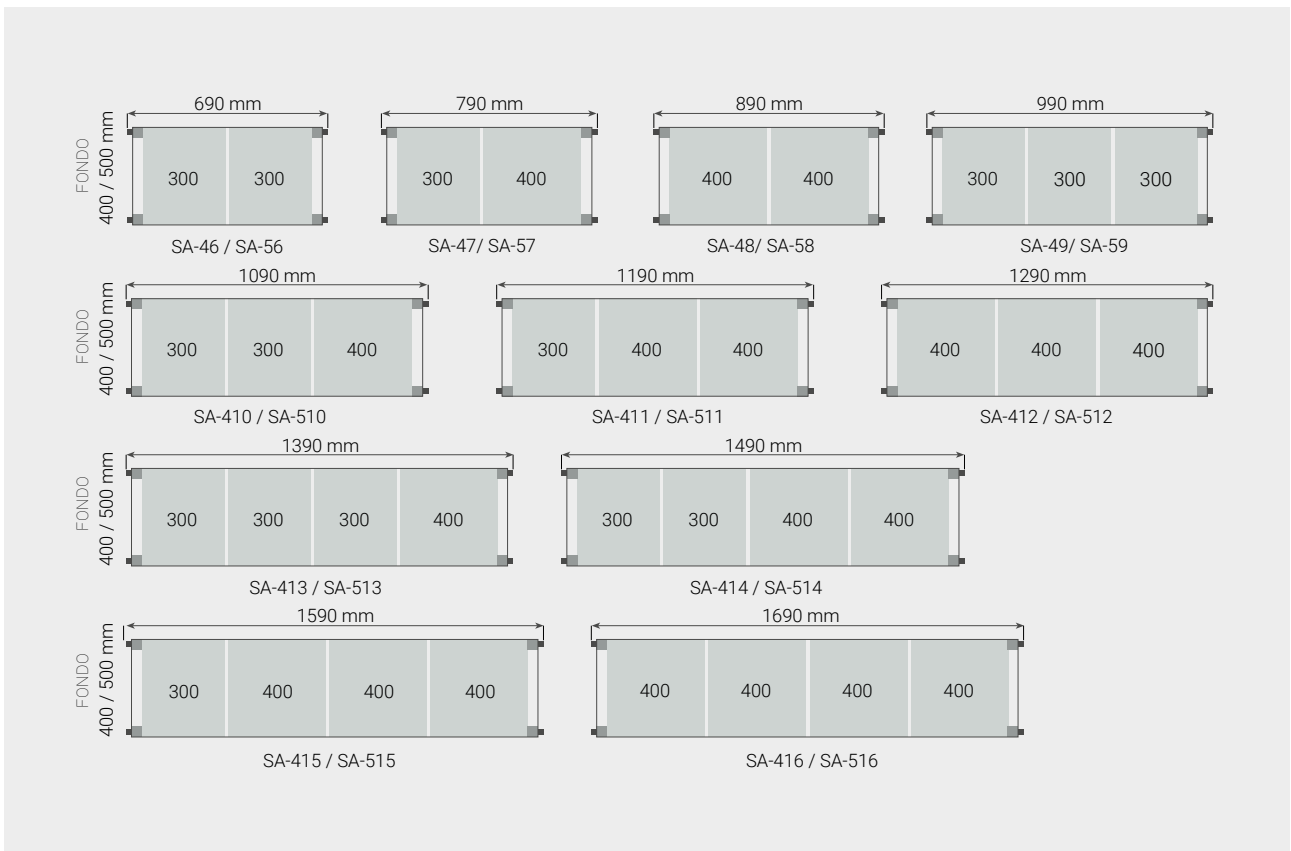 690 mm
790 mm
890 mm
990 mm
FONDO
400 / 500 mm
300 300
300 400
400 400
300 300 300
SA-46 / SA-56
SA-47/ SA-57
SA-48/ SA-58
SA-49/ SA-59
1090 mm
1190 mm
1290 mm
FONDO
400 / 500 mm
300 300 400
300 400 400
400 400 400
SA-410 / SA-510
SA-411 / SA-511
SA-412 / SA-512
1390 mm
1490 mm
FONDO
400 / 500 mm
300 300 300 400
300 300 400 400
SA-413 / SA-513
SA-414 / SA-514
1590 mm
1690 mm
FONDO
400 / 500 mm
300 400 400 400
400 400 400 400
SA-415 / SA-515
SA-416 / SA-516